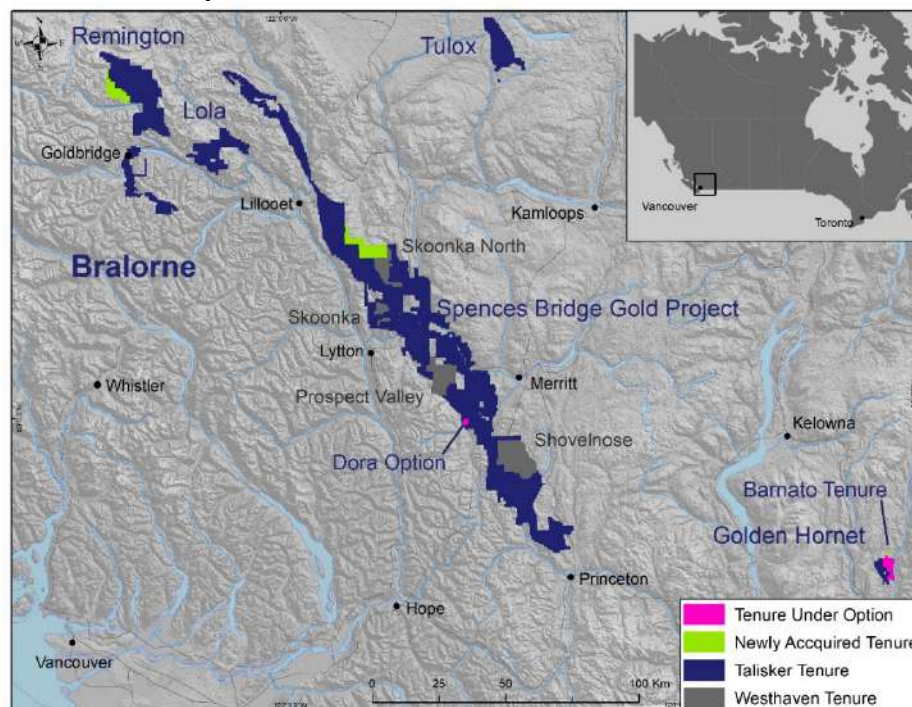 Remington
Tulox
Lola
Goldbridge
Lillooet
Kamloops
Vancouver
Toronto
Bralorne
Skoonka North
Skoonka
Spences Bridge Gold Project
Lytton
Whistler
Prospect Valley
Merritt
Dora Option
Shovelnose
Kelowna
Barnato Tenure
Golden Hornet
Princeton
Hope
Vancouver
0 25 50 100 Km
Tenure Under Option
Newly Accquired Tenure
Talisker Tenure
Westhaven Tenure